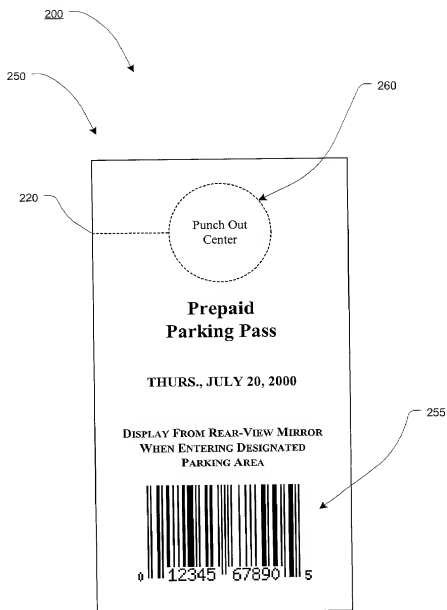 200
250
260
220
Punch Out
Center
Prepaid
Parking Pass
THURS., JULY 20, 2000
255
DISPLAY FROM REAR-VIEW MIRROR
WHEN ENTERING DESIGNATED
PARKING AREA
0 12345 67890 5